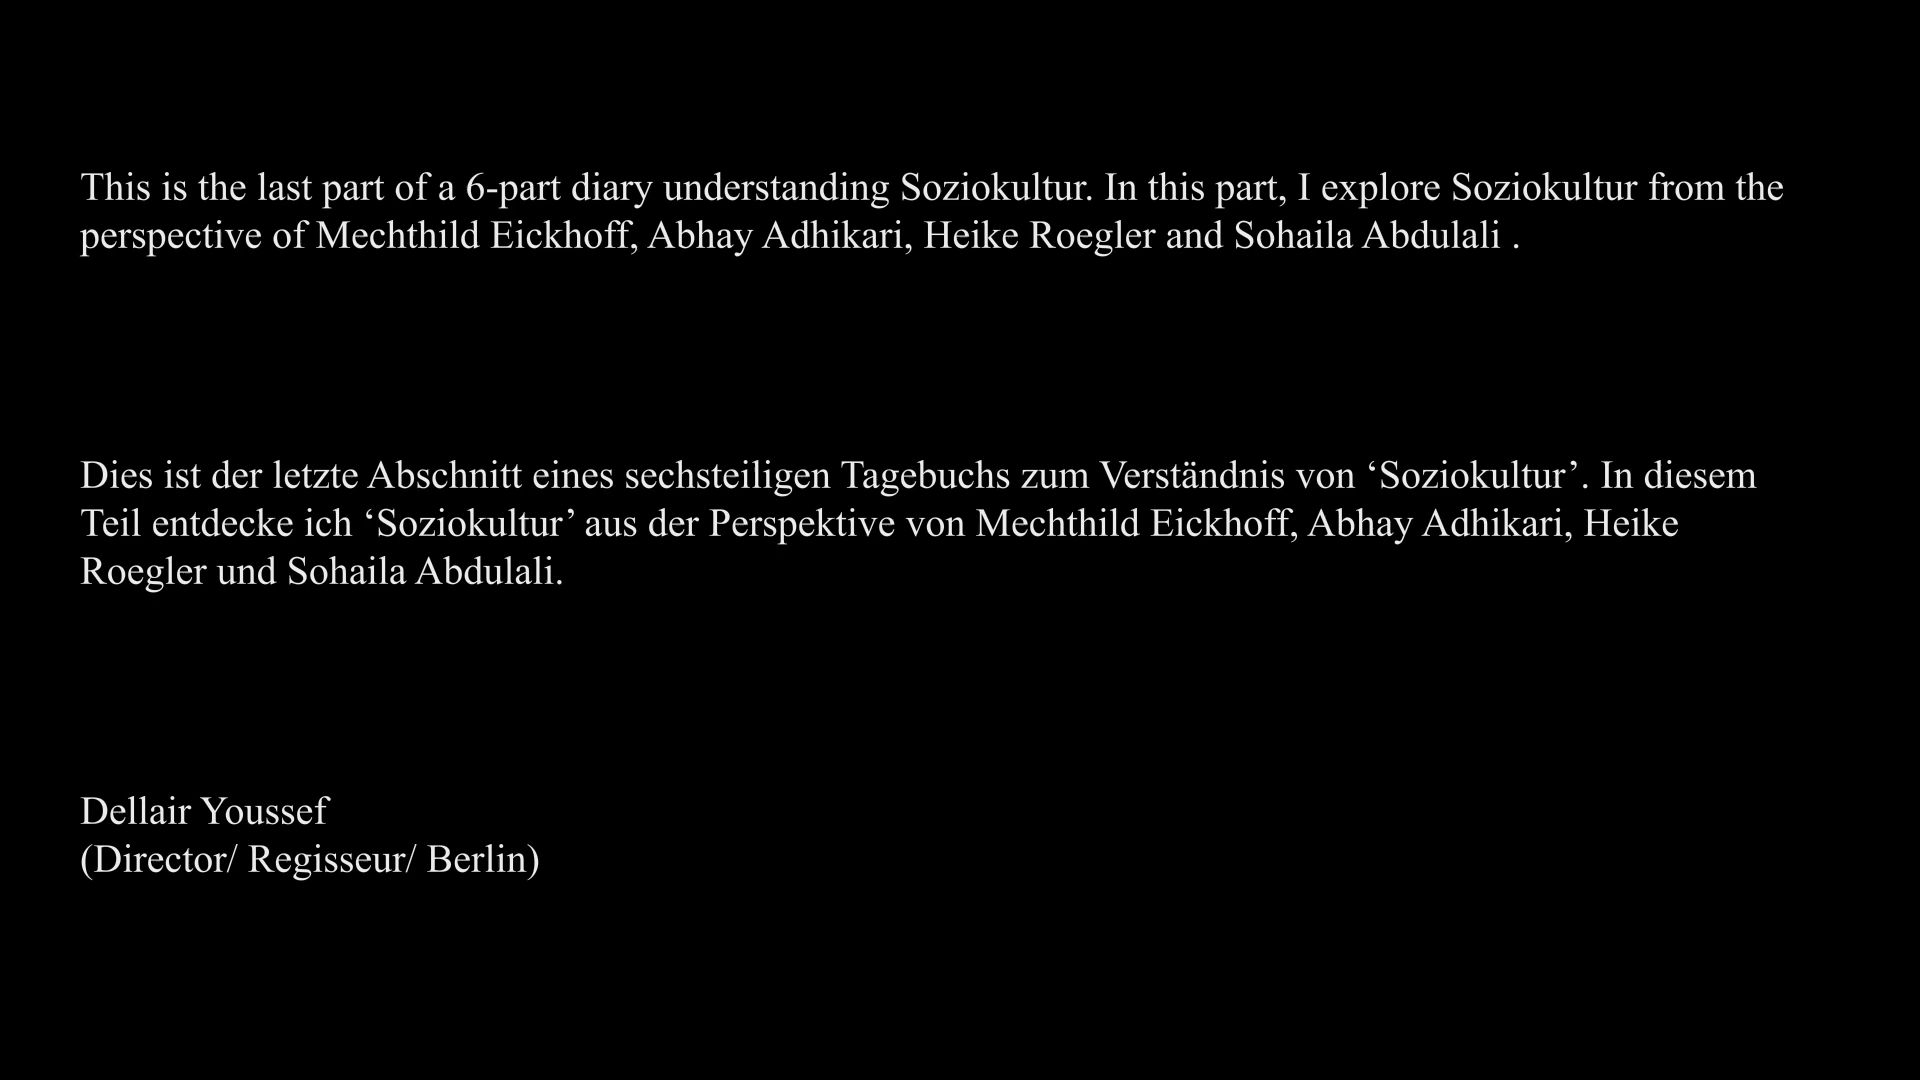 This is the last part of a 6-part diary understanding Soziokultur. In this part, I explore Soziokultur from the
perspective of Mechthild Eickhoff, Abhay Adhikari, Heike Roegler and Sohaila Abdulali .
Dies ist der letzte Abschnitt eines sechsteiligen Tagebuchs zum Verständnis von ‘Soziokultur’. In diesem
Teil entdecke ich ‘Soziokultur’ aus der Perspektive von Mechthild Eickhoff, Abhay Adhikari, Heike
Roegler und Sohaila Abdulali.
Dellair Youssef
(Director/ Regisseur/ Berlin)